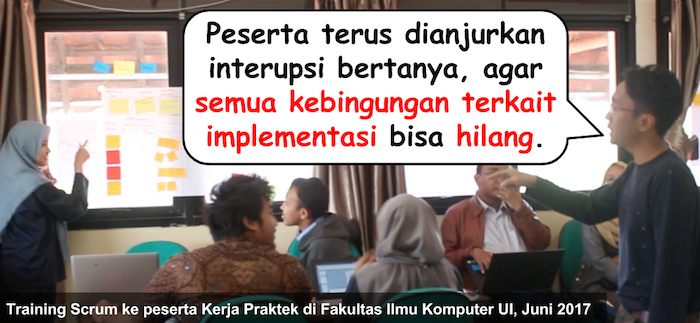 Peserta terus dianjurkan
interupsi bertanya, agar
semua kebingungan terkait
implementasi bisa hilang.
Training Scrum ke peserta Kerja Praktek di Fakultas Ilmu Komputer UI, Juni 2017